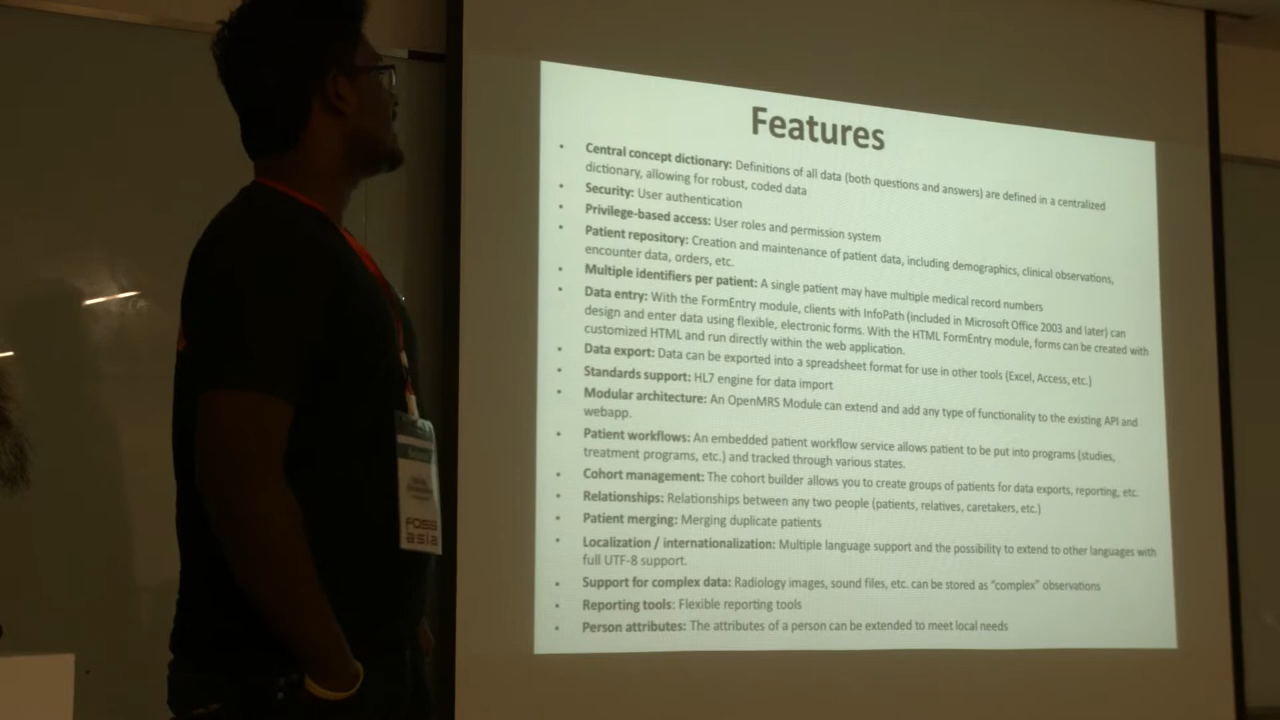 Features
• Central concept dictionary: Definitions of all data (both questions and answers) are defined in a centralized
dictionary, allowing for robust, coded data
• Security: User authentication
• Privilege-based access: User roles and permission system
• Patient repository: Creation and maintenance of patient data, including demographics, clinical observations,
encounter data, orders, etc.
• Multiple identifiers per patient: A single patient may have multiple medical record numbers
• Data entry: With the FormEntry module, clients with InfoPath (included in Microsoft Office 2003 and later) can
design and enter data using flexible, electronic forms. With the HTML FormEntry module, forms can be created with
customized HTML and run directly within the web application.
• Data export: Data can be exported into a spreadsheet format for use in other tools (Excel, Access, etc.)
• Standards support: HL7 engine for data import
• Modular architecture: An OpenMRS Module can extend and add any type of functionality to the existing API and
webapp.
• Patient workflows: An embedded patient workflow service allows patient to be put into programs (studies,
treatment programs, etc.) and tracked through various states.
• Cohort management: The cohort builder allows you to create groups of patients for data exports, reporting, etc.
• Relationships: Relationships between any two people (patients, relatives, caretakers, etc.)
• Patient merging: Merging duplicate patients
• Localization / internationalization: Multiple language support and the possibility to extend to other languages with
full UTF-8 support.
• Support for complex data: Radiology images, sound files, etc. can be stored as “complex” observations
• Reporting tools: Flexible reporting tools
• Person attributes: The attributes of a person can be extended to meet local needs
FOSS
asia